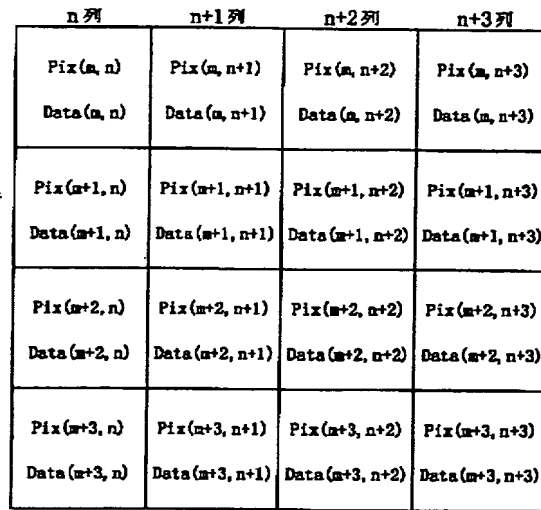 n列 n+1列 n+2列 n+3列
Pix(m, n) Pix(m, n+1) Pix(m, n+2) Pix(m, n+3)
Data(m, n) Data(m, n+1) Data(m, n+2) Data(m, n+3)
Pix(m+1, n) Pix(m+1, n+1) Pix(m+1, n+2) Pix(m+1, n+3)
Data(m+1, n) Data(m+1, n+1) Data(m+1, n+2) Data(m+1, n+3)
Pix(m+2, n) Pix(m+2, n+1) Pix(m+2, n+2) Pix(m+2, n+3)
Data(m+2, n) Data(m+2, n+1) Data(m+2, n+2) Data(m+2, n+3)
Pix(m+3, n) Pix(m+3, n+1) Pix(m+3, n+2) Pix(m+3, n+3)
Data(m+3, n) Data(m+3, n+1) Data(m+3, n+2) Data(m+3, n+3)